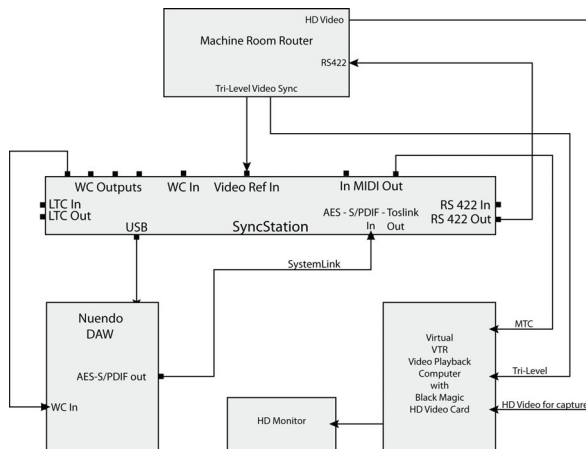 HD Video
Machine Room Router
RS422
Tri-Level Video Sync
WC Outputs
WC In
Video Ref In
In MIDI Out
LTC In
LTC Out
RS 422 In
RS 422 Out
AES - S/PDIF - Toslink
In Out
USB
SyncStation
SystemLink
Nuendo
DAW
AES-S/PDIF out
WC In
Virtual
VTR
Video Playback
Computer
with
Black Magic
HD Video Card
MTC
Tri-Level
HD Video for capture
HD Monitor